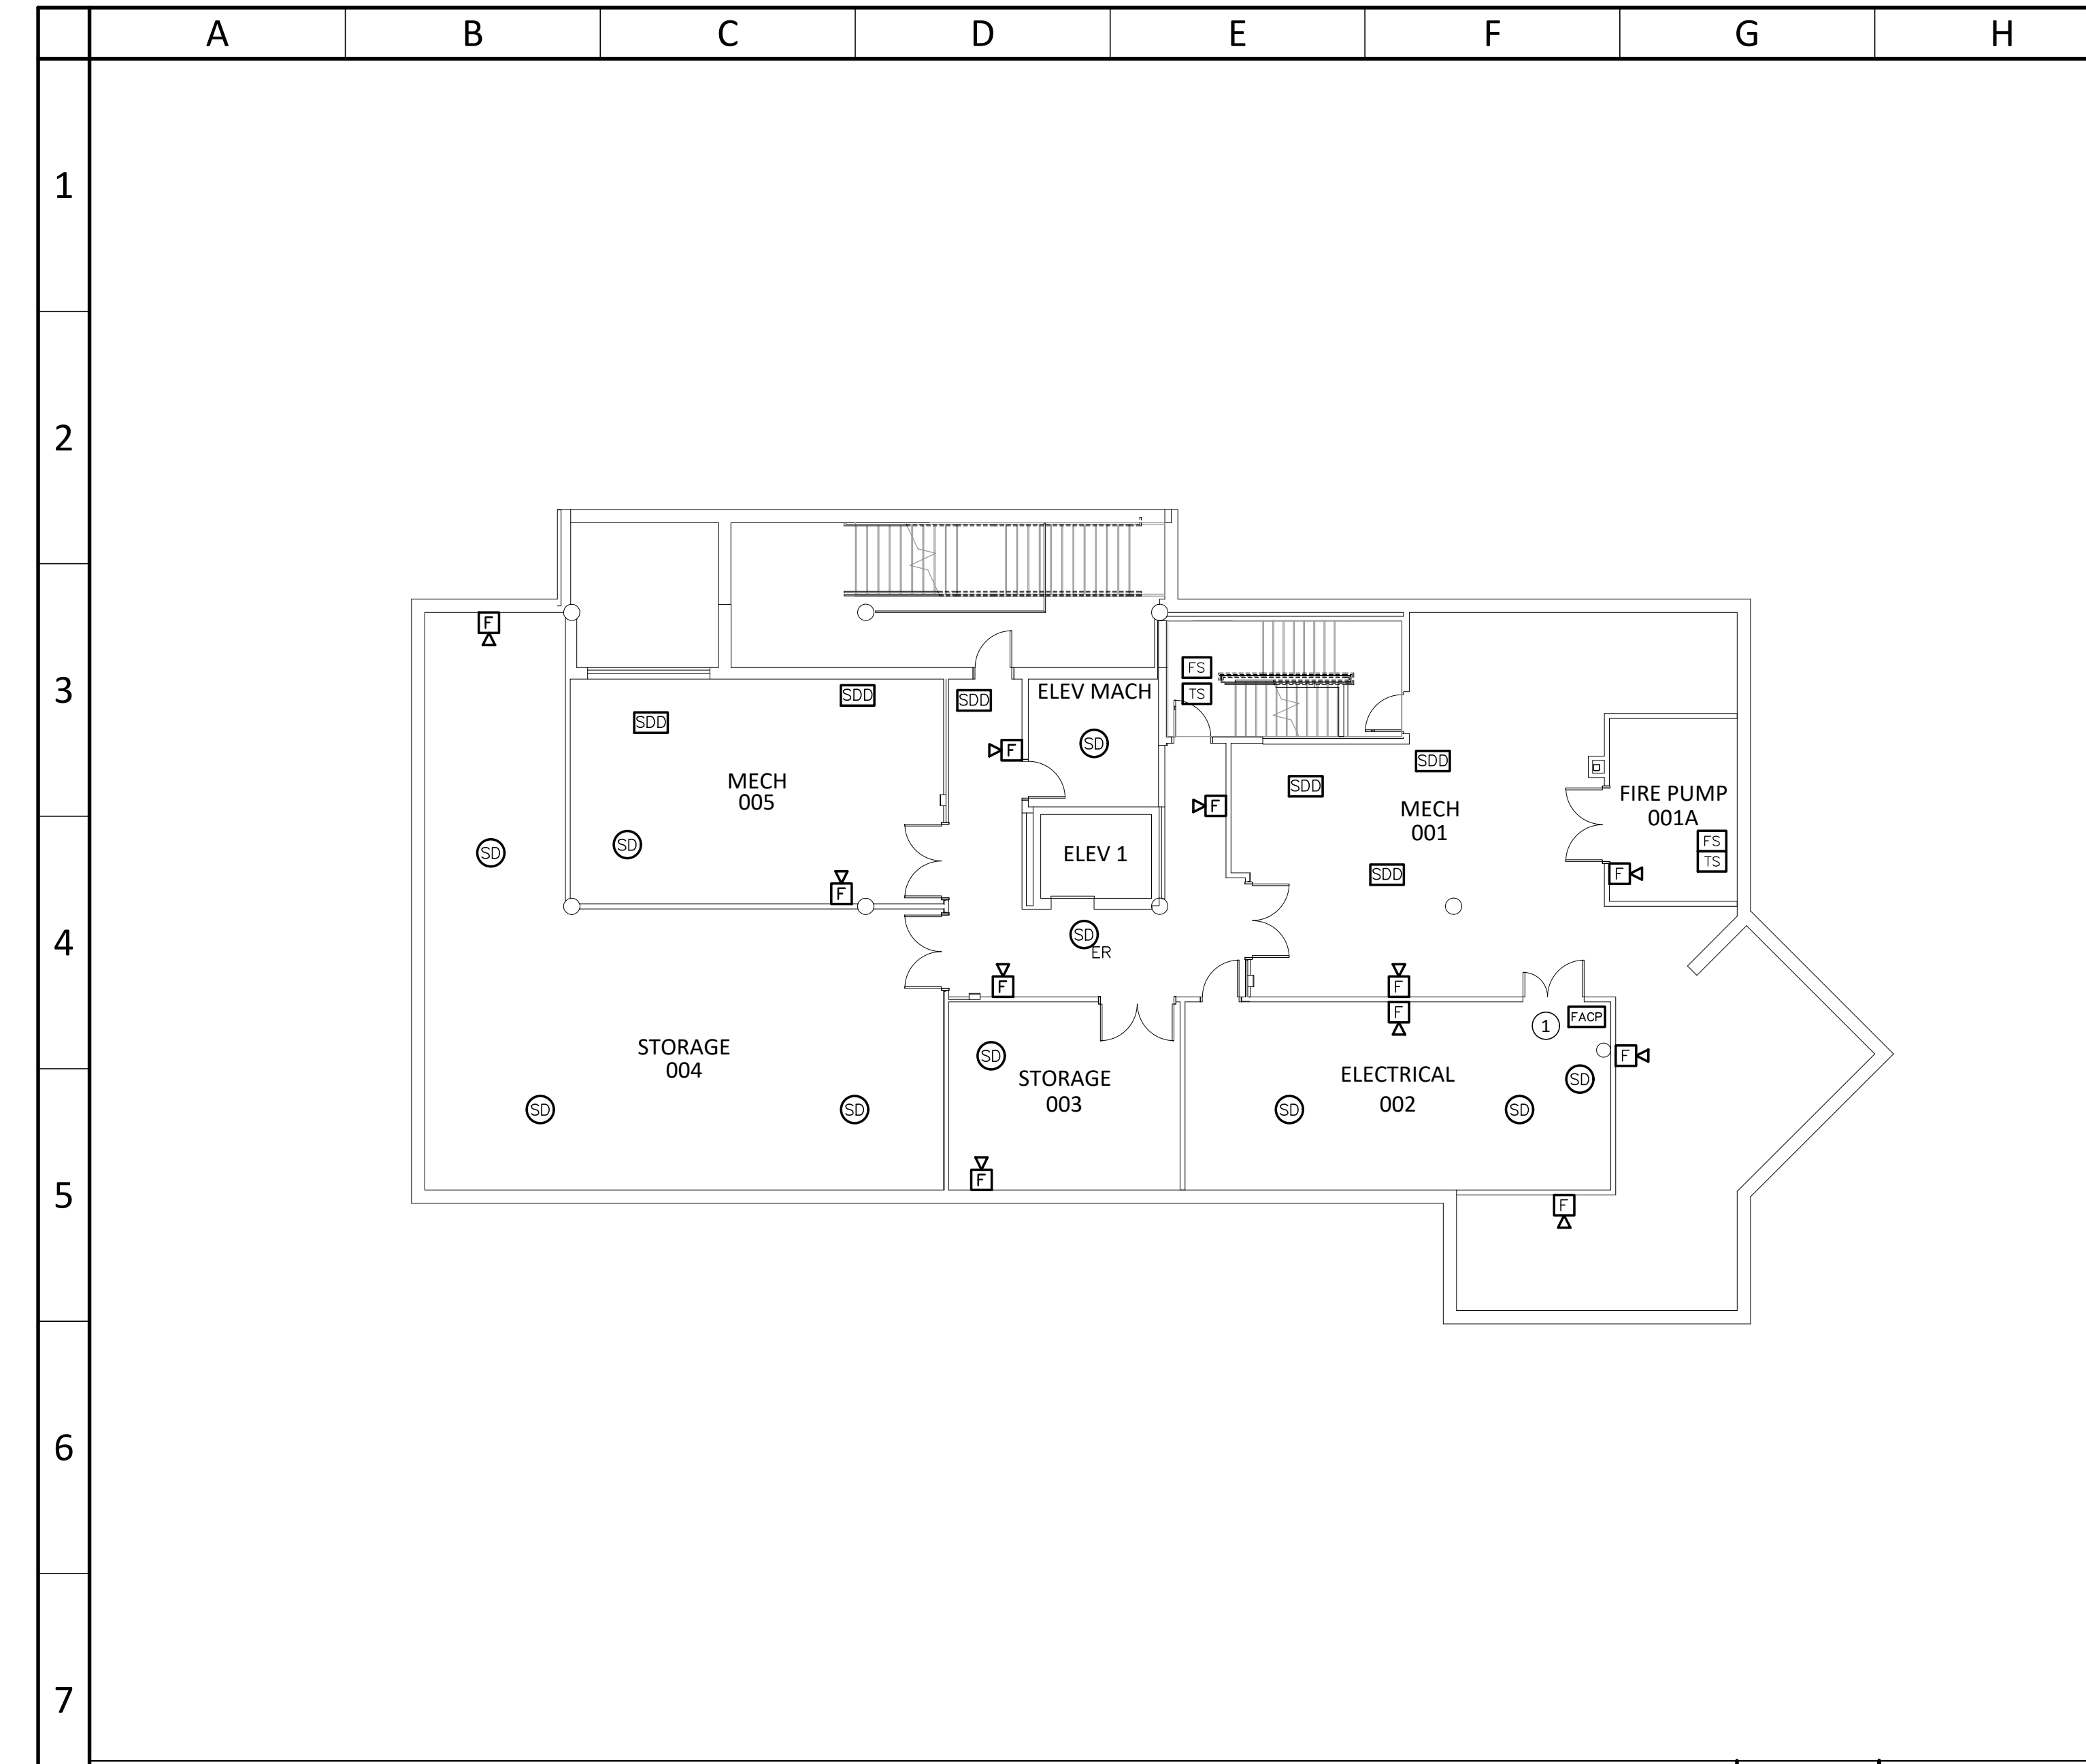 A B C D E F G H
1
2
F
3
FS
TS
SDD
SDD
SDD
ELEV MACH
SD
F
SDD
SDD
MECH
005
F
MECH
001
FIRE PUMP
001A
FS
TS
SD
SD
ELEV 1
F
SDD
F
4
SD
ER
F
F
F
FACP
1
STORAGE
004
SD
STORAGE
003
ELECTRICAL
002
F
SD
SD
SD
SD
SD
F
5
F
6
7